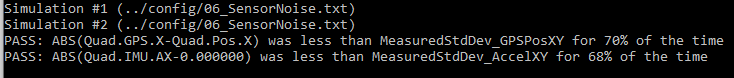 Simulation #1 (../config/06_SensorNoise.txt)
Simulation #2 (../config/06_SensorNoise.txt)
PASS: ABS(Quad.GPS.X-Quad.Pos.X) was less than MeasuredStdDev_GPSPosXY for 70% of the time
PASS: ABS(Quad.IMU.AX-0.000000) was less than MeasuredStdDev_AccelXY for 68% of the time